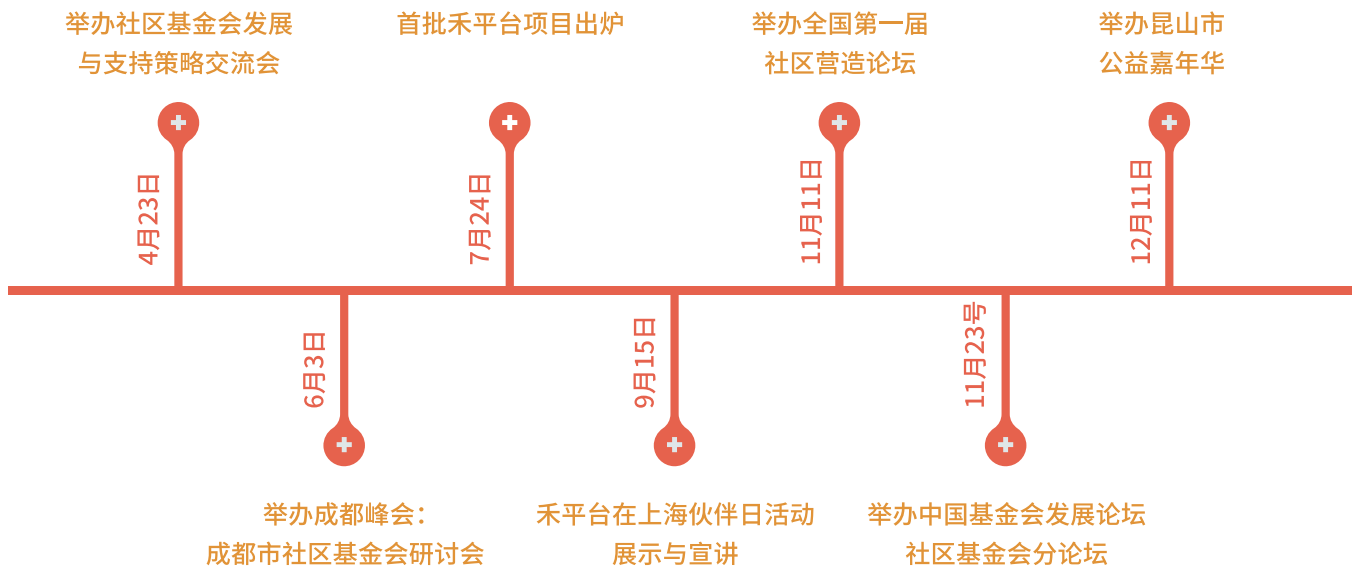 举办社区基金会发展
与支持策略交流会
4月23日
举办成都峰会：
成都市社区基金会研讨会
6月3日
首批禾平台项目出炉
7月24日
禾平台在上海伙伴日活动
展示与宣讲
9月15日
举办全国第一届
社区营造论坛
11月11日
举办中国基金会发展论坛
社区基金会分论坛
11月23号
举办昆山市
公益嘉年华
12月11日